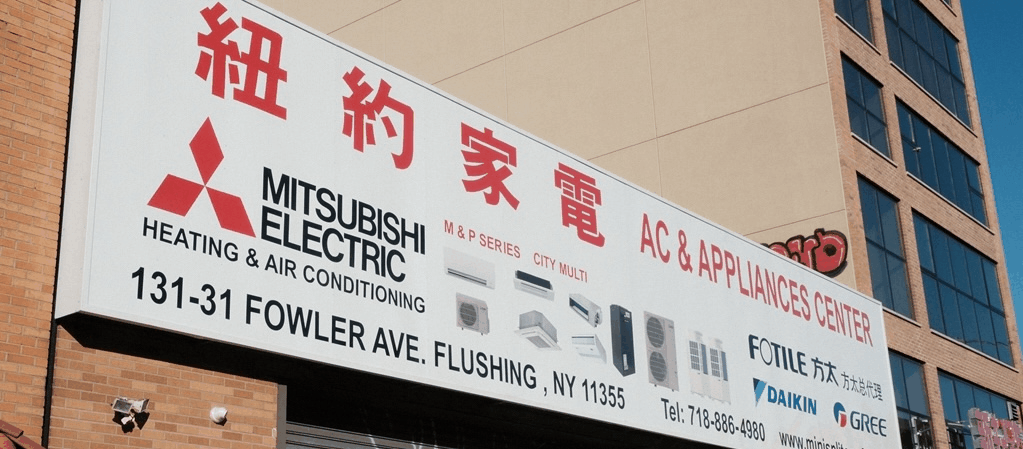 紐約家電
AC & APPLIANCES CENTER
MITSUBISHI
ELECTRIC
HEATING & AIR CONDITIONING
M & P SERIES
CITY MULTI
131-31 FOWLER AVE. FLUSHING , NY 11355
FOTILE 方太 方太总代理
DAIKIN
GREE
Tel: 718-886-4980